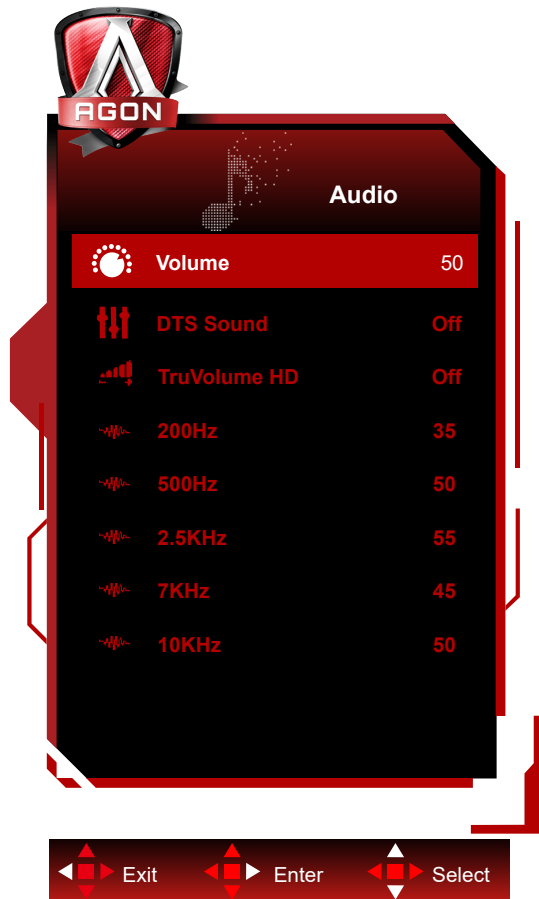 AGON
Audio
Volume 50
DTS Sound Off
TruVolume HD Off
200Hz 35
500Hz 50
2.5KHz 55
7KHz 45
10KHz 50
Exit Enter Select